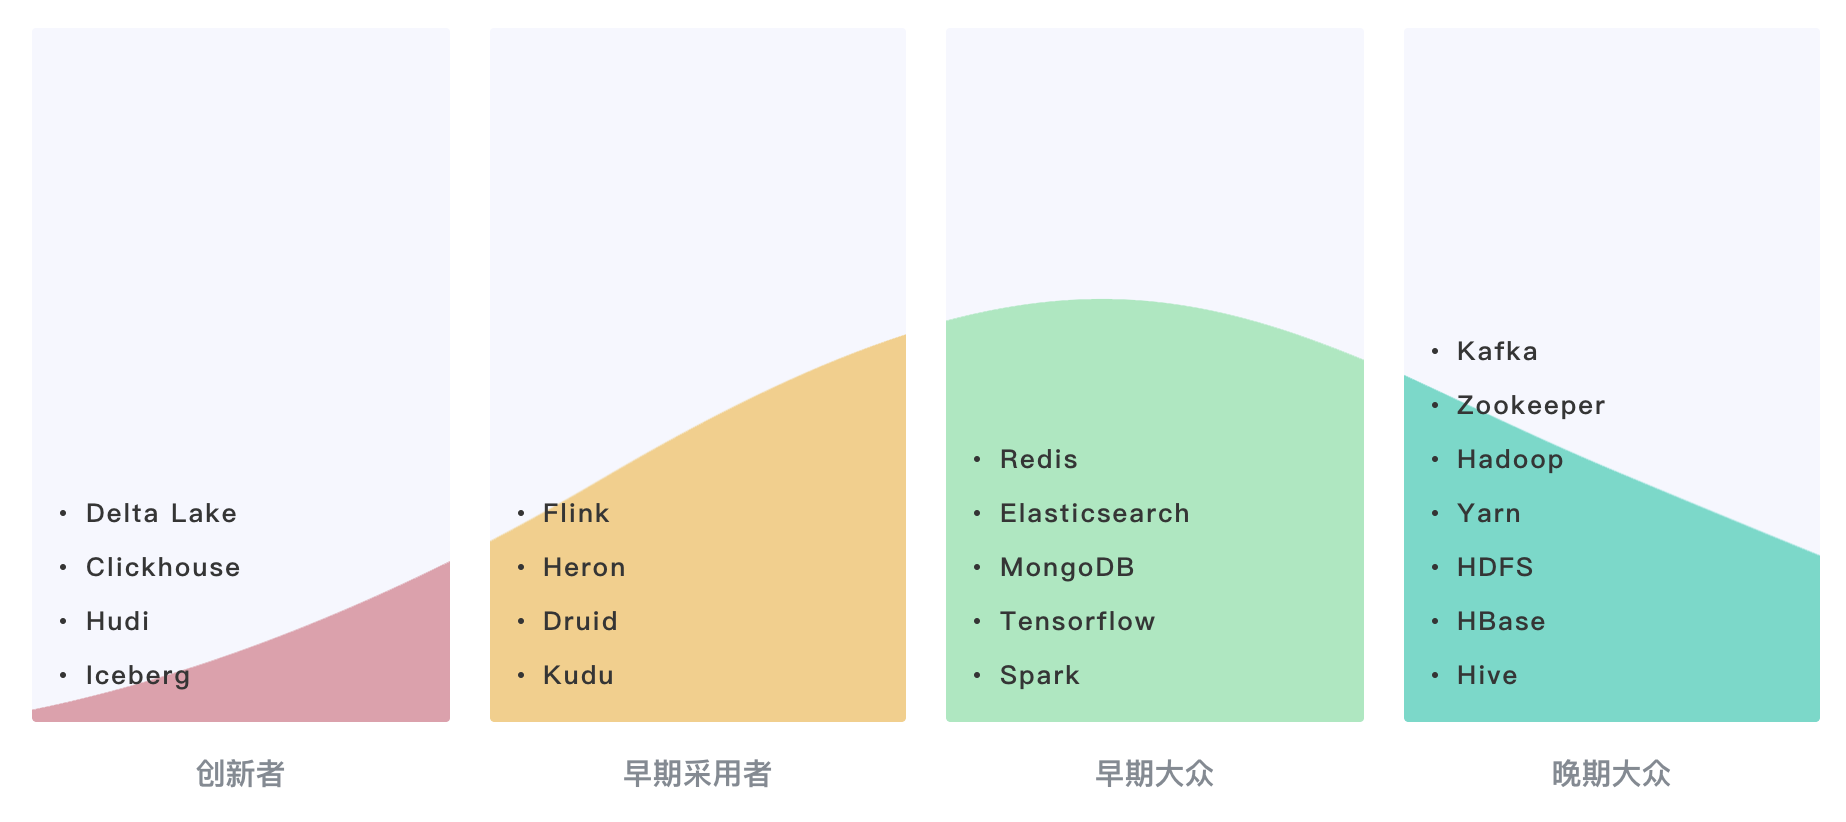 • Delta Lake
• Clickhouse
• Hudi
• Iceberg
创新者
• Flink
• Heron
• Druid
• Kudu
早期采用者
• Redis
• Elasticsearch
• MongoDB
• Tensorflow
• Spark
早期大众
• Kafka
• Zookeeper
• Hadoop
• Yarn
• HDFS
• HBase
• Hive
晚期大众